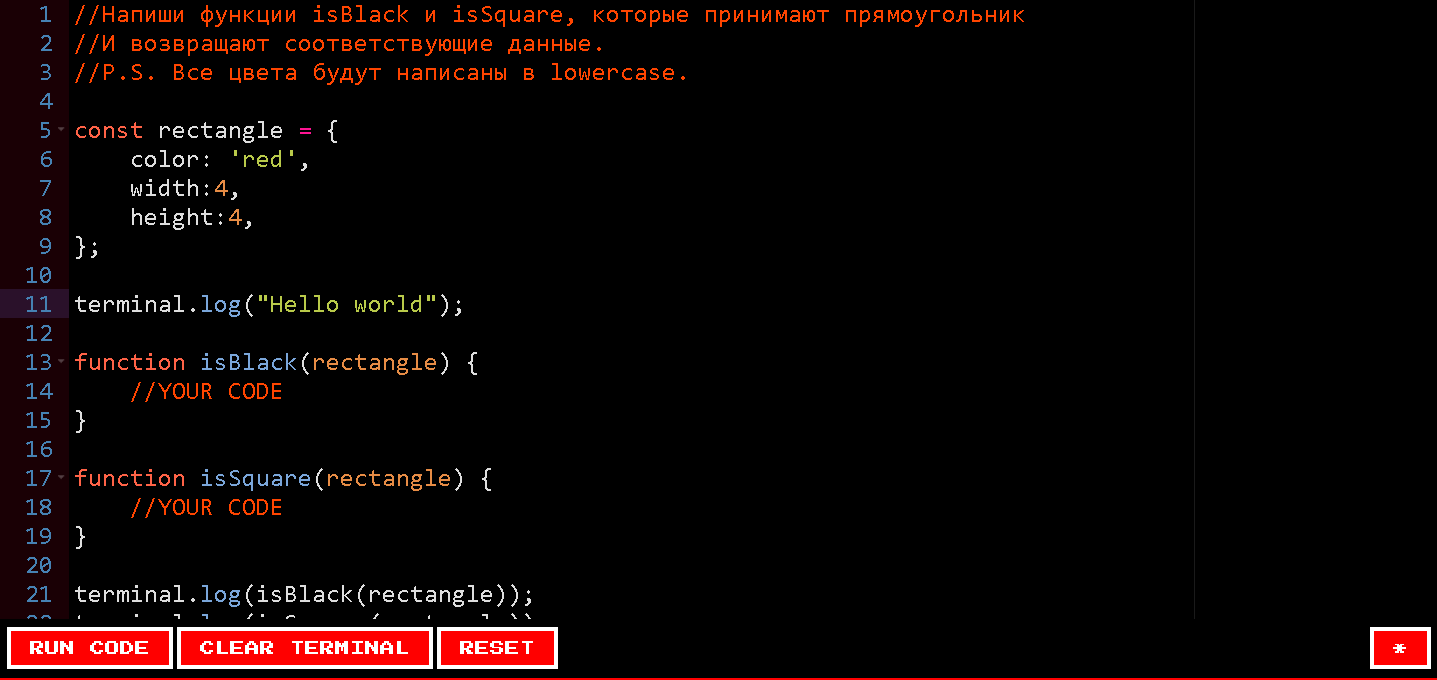 1 //Напиши функции isBlack и isSquare, которые принимают прямоугольник
2 //И возвращают соответствующие данные.
3 //P.S. Все цвета будут написаны в lowercase.
4
5 const rectangle = {
6 color: 'red',
7 width:4,
8 height:4,
9 };
10
11 terminal.log("Hello world");
12
13 function isBlack(rectangle) {
14 //YOUR CODE
15 }
16
17 function isSquare(rectangle) {
18 //YOUR CODE
19 }
20
21 terminal.log(isBlack(rectangle));
RUN CODE CLEAR TERMINAL RESET *